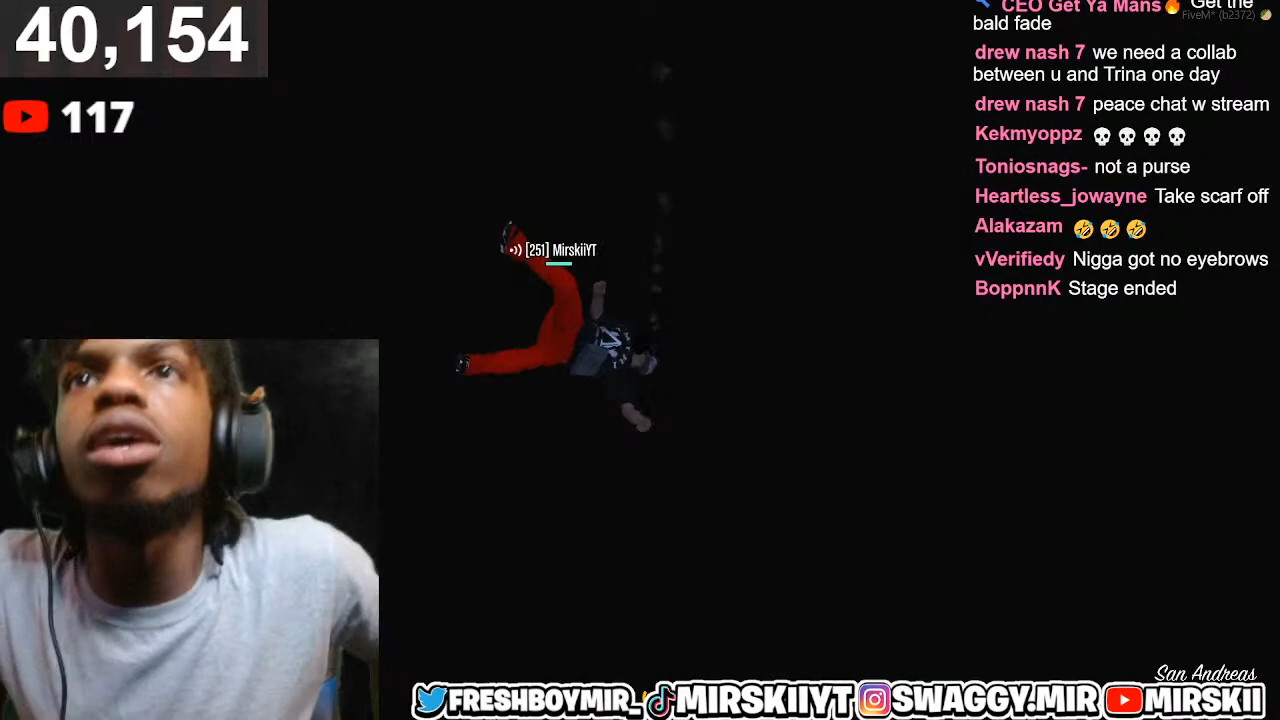 40,154
117
CEO Get Ya Mans🔥 Get the
FiveM* (b2372)
bald fade
drew nash 7 we need a collab
between u and Trina one day
drew nash 7 peace chat w stream
Kekmyoppz 💀 💀 💀 💀
Toniosnags- not a purse
Heartless_jowayne Take scarf off
Alakazam 🤣 🤣 🤣
vVerifiedy Nigga got no eyebrows
BoppnnK Stage ended
[251] MirskiiYT
San Andreas
FRESHBOYMIR_ MIRSKIIYT SWAGGY.MIR MIRSKII